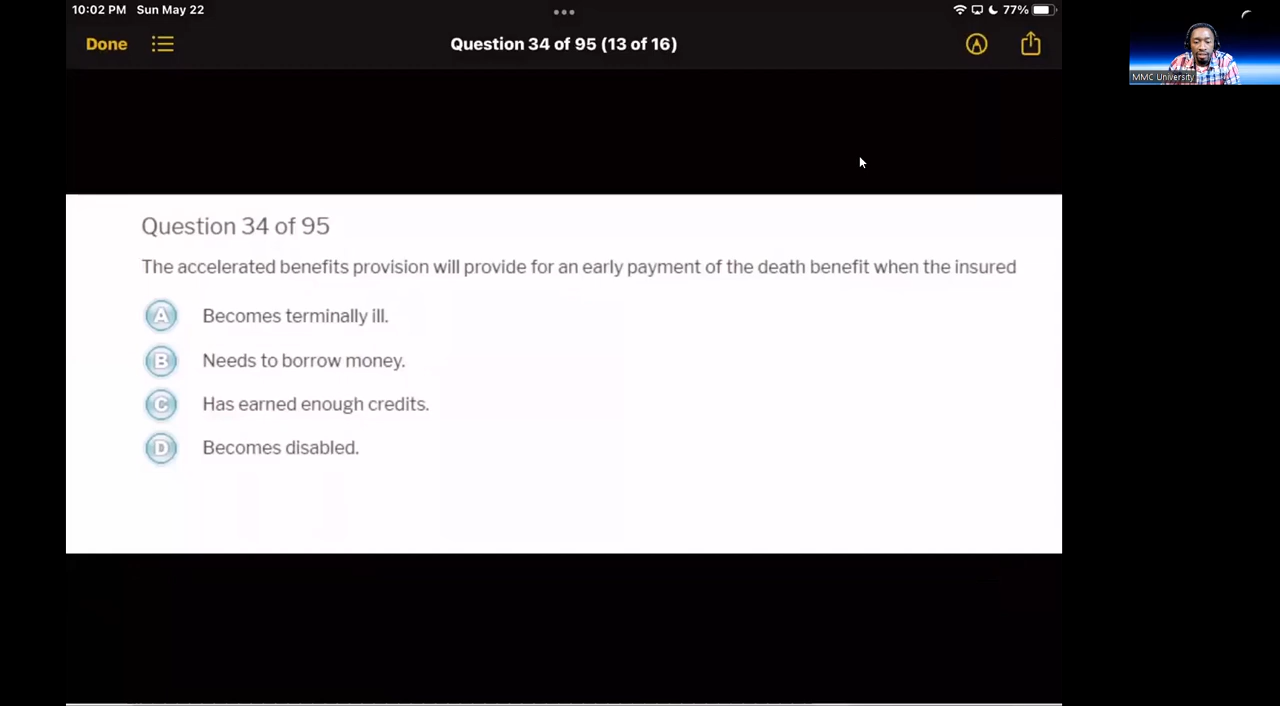 10:02 PM Sun May 22
77%
Done
Question 34 of 95 (13 of 16)
MMC University
Question 34 of 95
The accelerated benefits provision will provide for an early payment of the death benefit when the insured
A Becomes terminally ill.
B Needs to borrow money.
C Has earned enough credits.
D Becomes disabled.